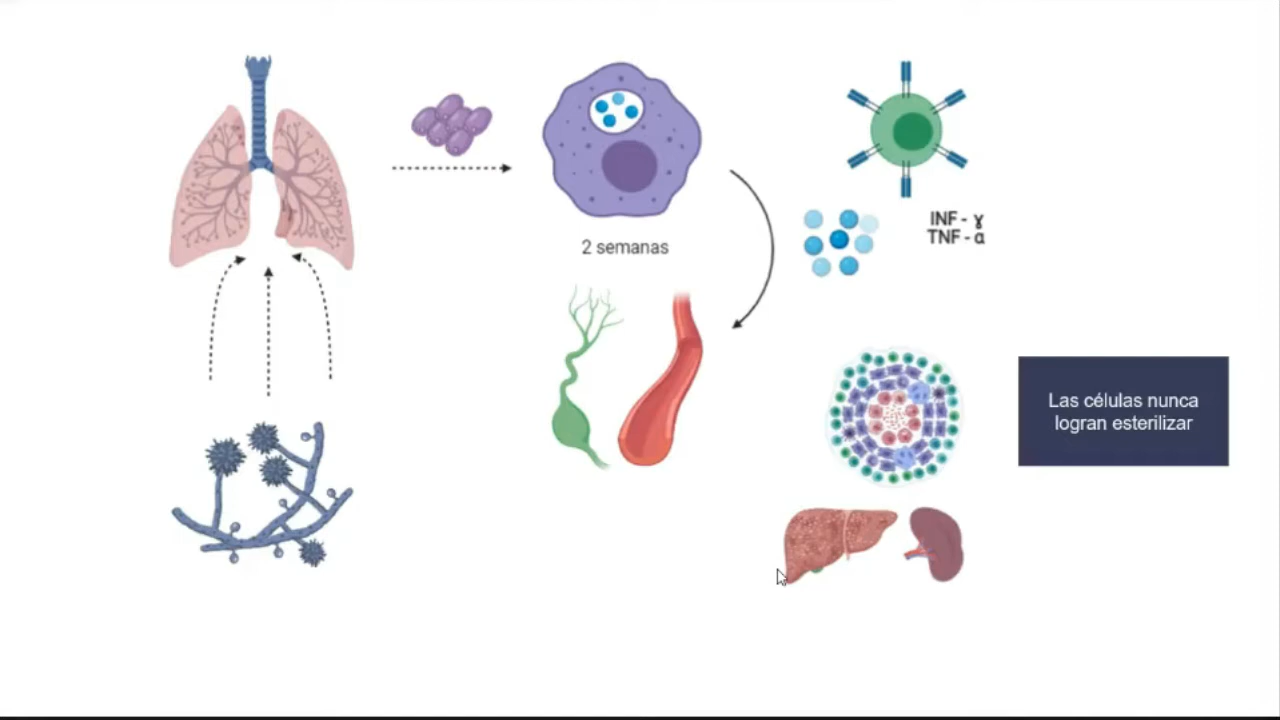 2 semanas
INF - ɣ
TNF - α
Las células nunca
logran esterilizar